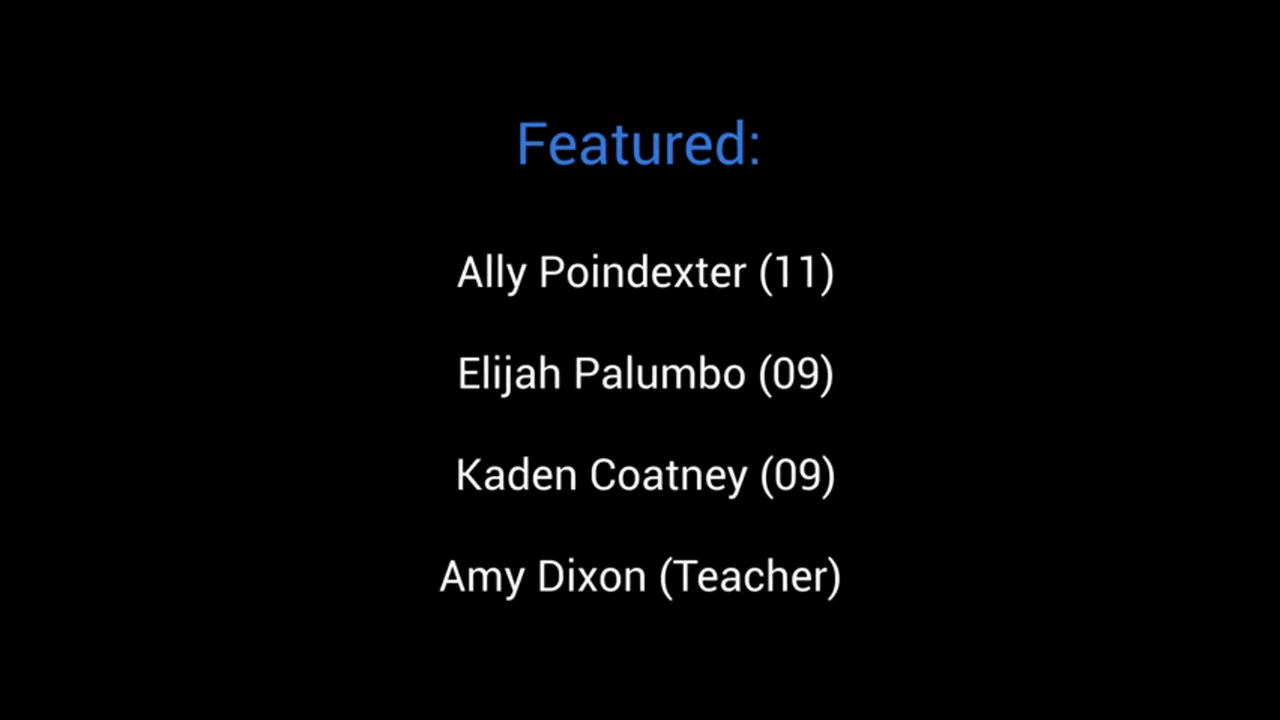 Featured:
Ally Poindexter (11)
Elijah Palumbo (09)
Kaden Coatney (09)
Amy Dixon (Teacher)